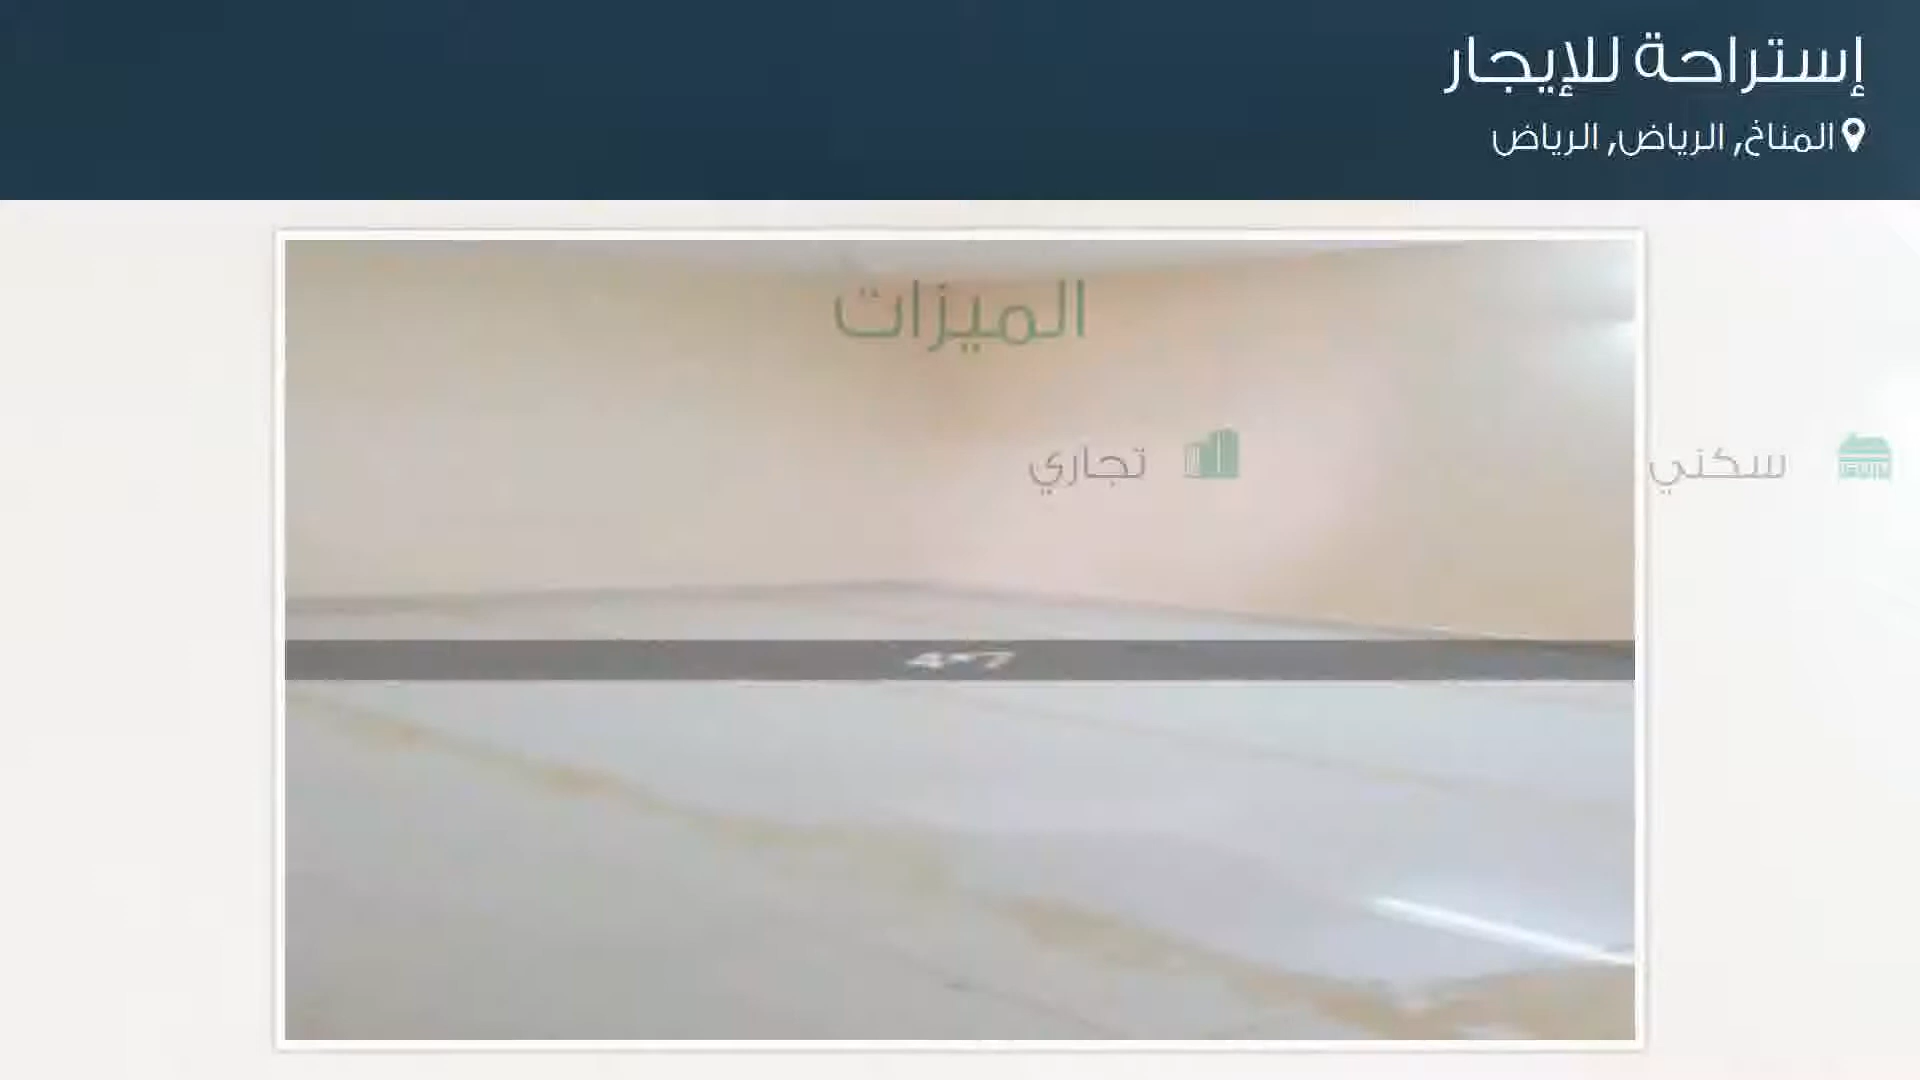 إستراحة للإيجار
المناخ, الرياض, الرياض
الميزات
سكني
تجاري
4*7